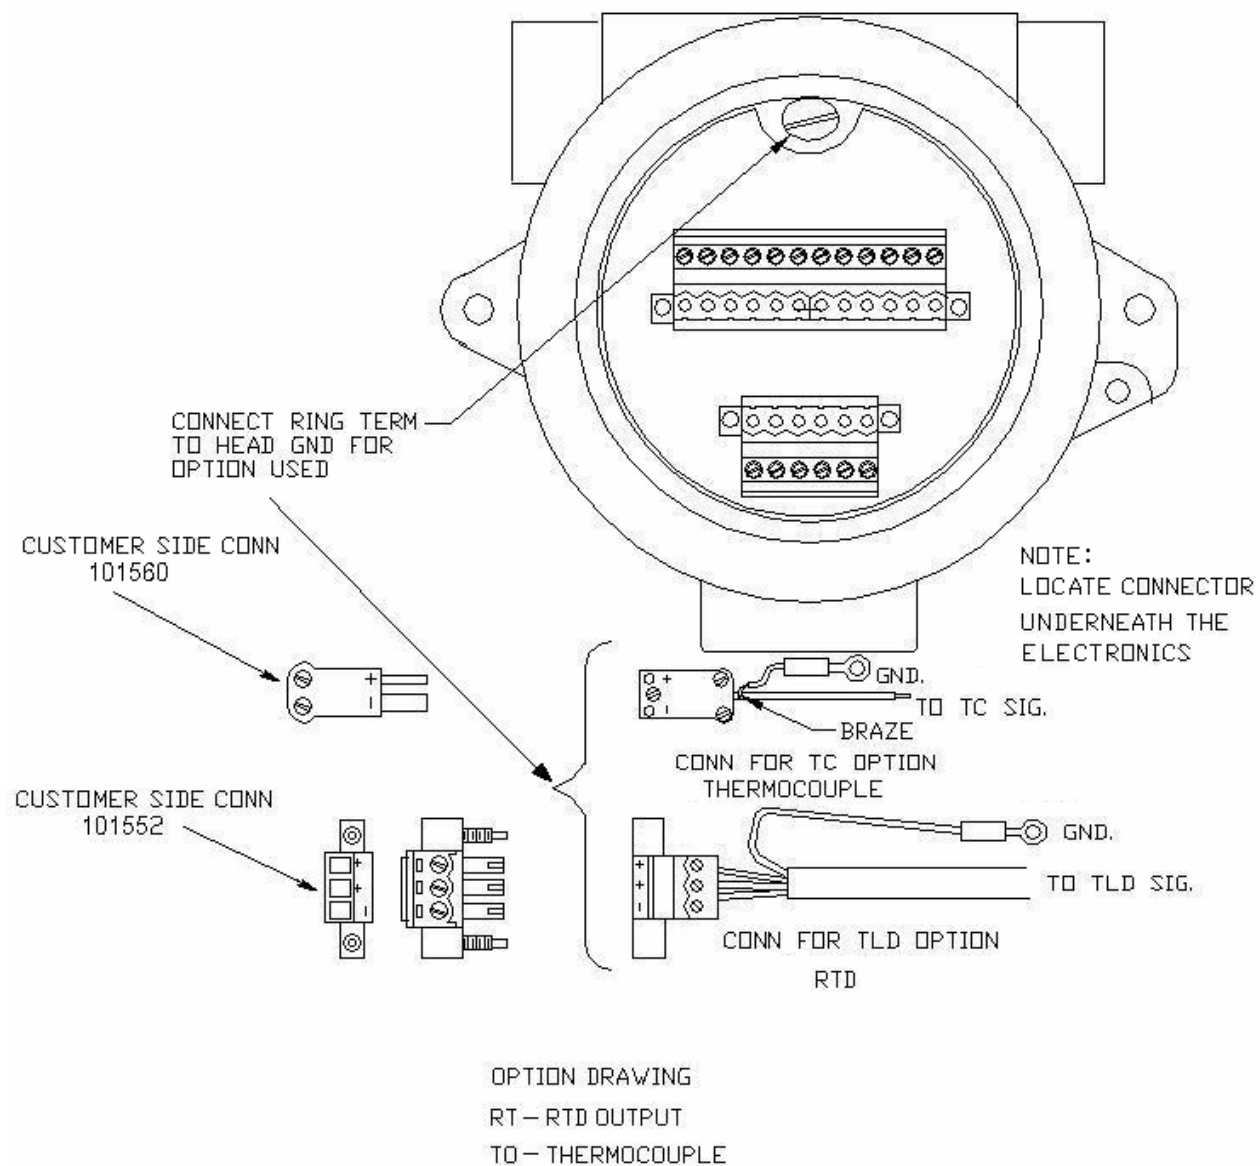 CONNECT RING TERM
TO HEAD GND FOR
OPTION USED
CUSTOMER SIDE CONN
101560
NOTE:
LOCATE CONNECTOR
UNDERNEATH THE
ELECTRONICS
+
-
+
-
GND.
TO TC SIG.
BRAZE
CONN FOR TC OPTION
THERMOCOUPLE
CUSTOMER SIDE CONN
101552
+
+
-
+
+
-
GND.
TO TLD SIG.
CONN FOR TLD OPTION
RTD
OPTION DRAWING
RT - RTD OUTPUT
TO - THERMOCOUPLE